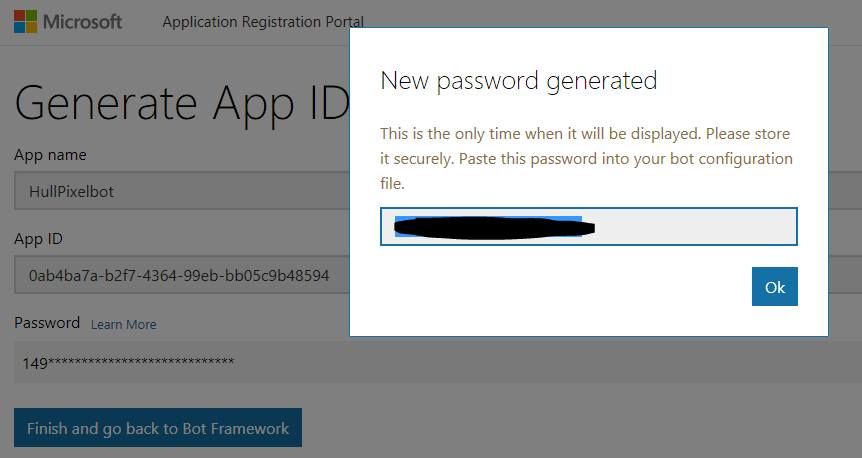 Microsoft
Application Registration Portal
Generate App ID
App name
HullPixelbot
App ID
0ab4ba7a-b2f7-4364-99eb-bb05c9b48594
Password Learn More
149****************************
Finish and go back to Bot Framework
New password generated
This is the only time when it will be displayed. Please store
it securely. Paste this password into your bot configuration
file.
Ok